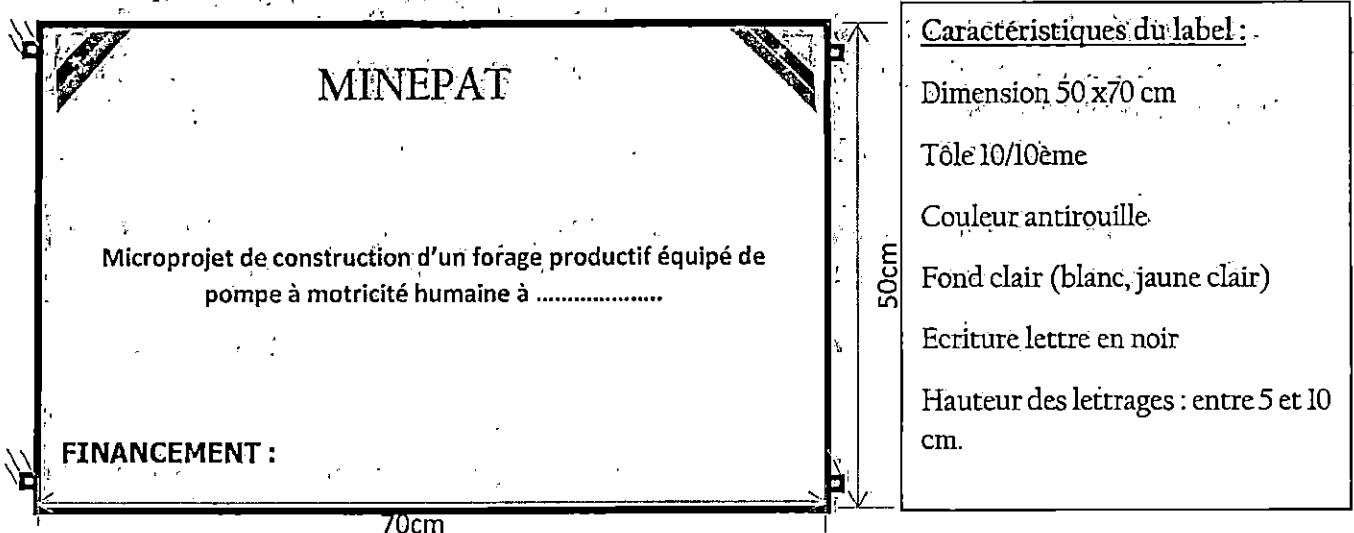 MINEPAT
Microprojet de construction d'un forage productif équipé de
pompe à motricité humaine à .....................
FINANCEMENT :
70cm
50cm
Caractéristiques du label :
Dimension 50 x70 cm
Tôle 10/10ème
Couleur antirouille
Fond clair (blanc, jaune clair)
Ecriture lettre en noir
Hauteur des lettrages : entre 5 et 10
cm.